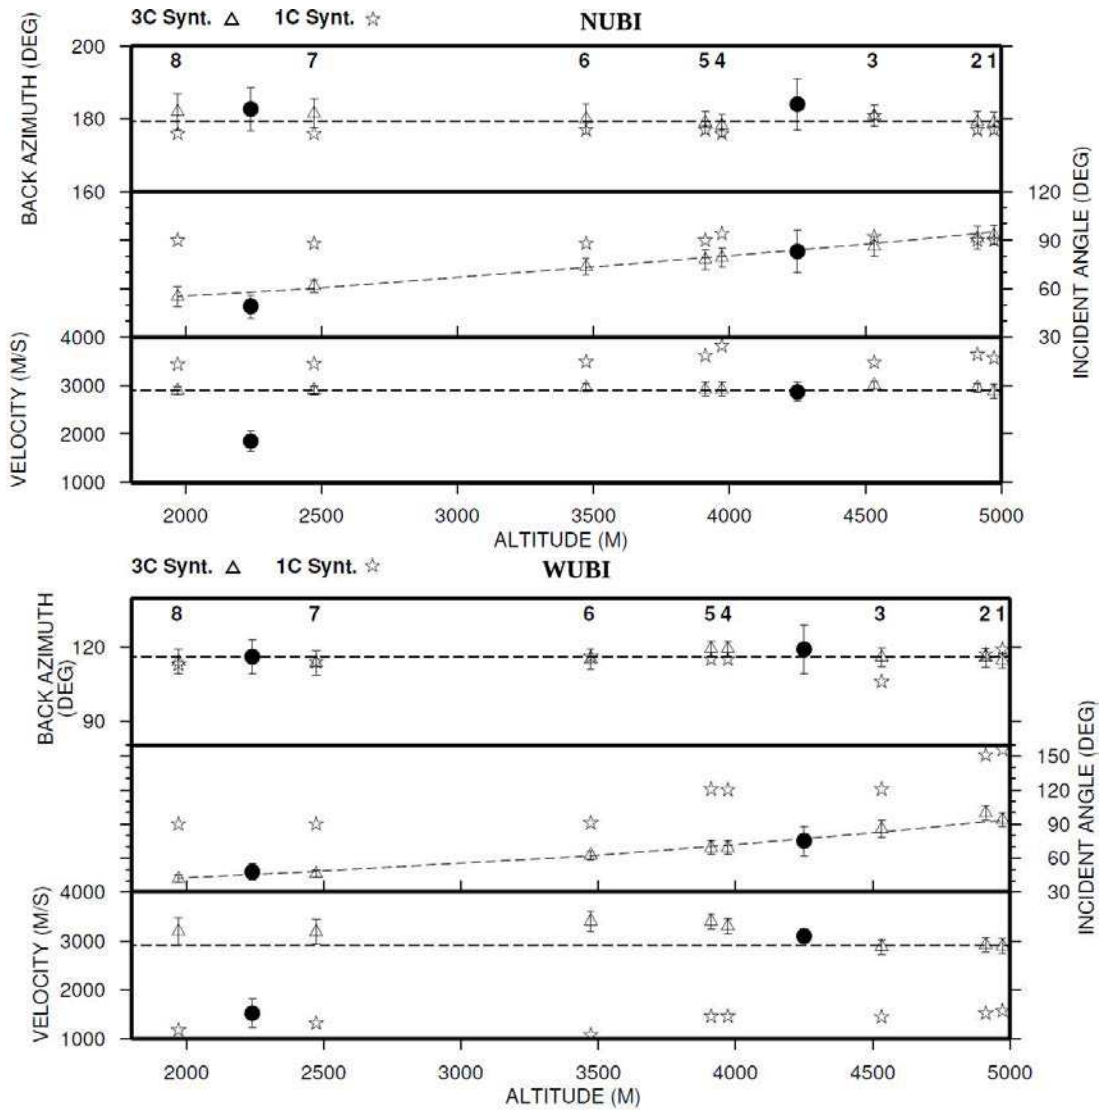 3C Synt. △ 1C Synt. ☆ NUBI
BACK AZIMUTH (DEG)
200
180
160
8 7 6 5 4 3 2 1
120
90
60
30
INCIDENT ANGLE (DEG)
VELOCITY (M/S)
4000
3000
2000
1000
2000 2500 3000 3500 4000 4500 5000
ALTITUDE (M)
3C Synt. △ 1C Synt. ☆ WUBI
BACK AZIMUTH
(DEG)
120
90
8 7 6 5 4 3 2 1
150
120
90
60
30
INCIDENT ANGLE (DEG)
VELOCITY (M/S)
4000
3000
2000
1000
2000 2500 3000 3500 4000 4500 5000
ALTITUDE (M)